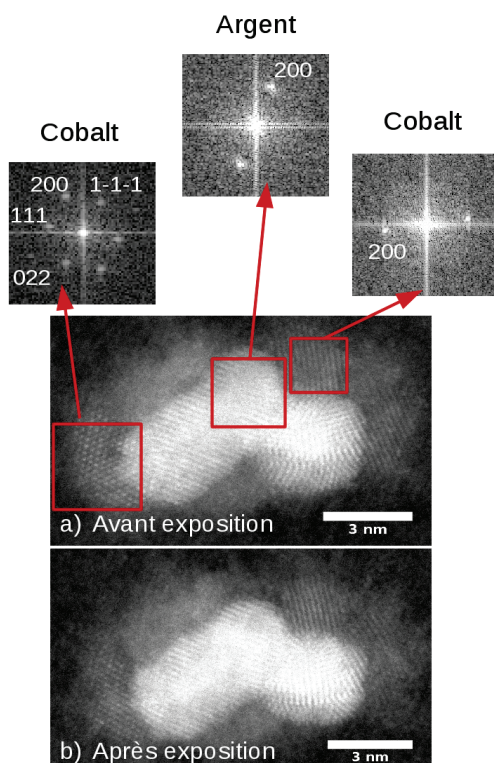 Argent
200
Cobalt
200
1-1-1
111
022
Cobalt
200
a) Avant exposition
3 nm
b) Après exposition
3 nm